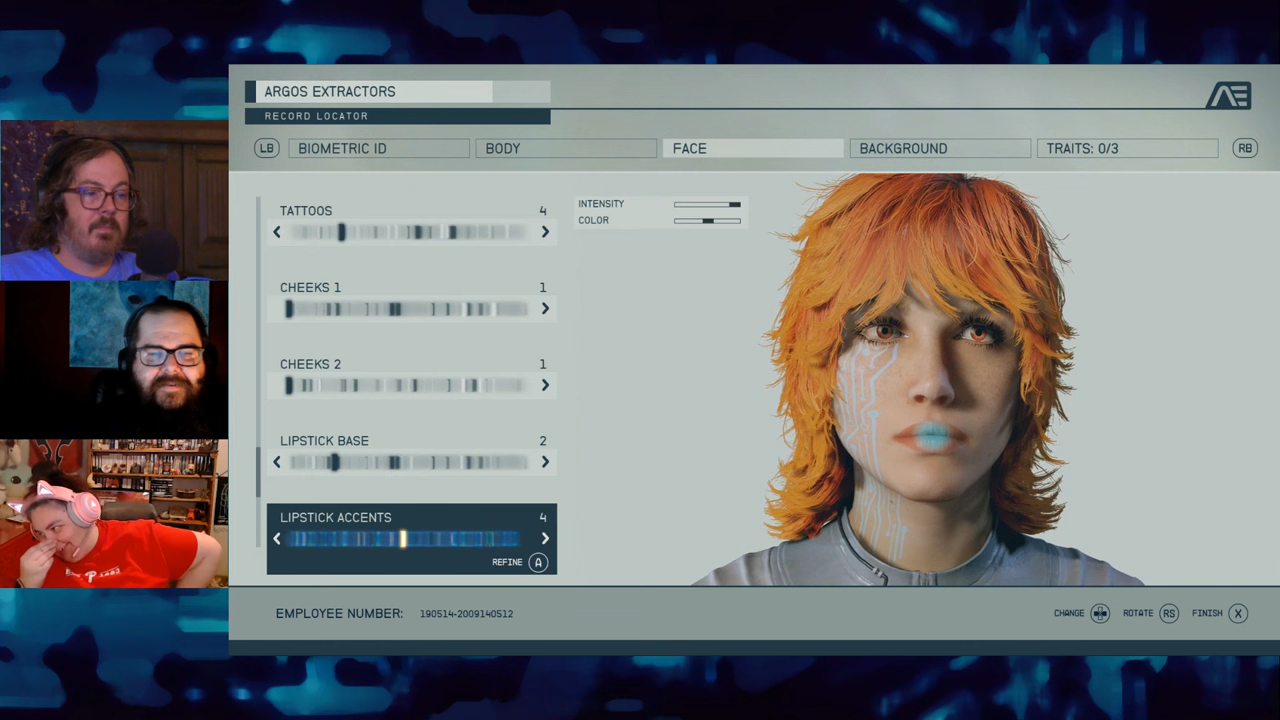 ARGOS EXTRACTORS
RECORD LOCATOR
LB BIOMETRIC ID BODY FACE BACKGROUND TRAITS: 0/3 RB
TATTOOS 4
INTENSITY
COLOR
CHEEKS 1 1
CHEEKS 2 1
LIPSTICK BASE 2
LIPSTICK ACCENTS 4
REFINE A
EMPLOYEE NUMBER: 190514-2009140512
CHANGE ROTATE RS FINISH X